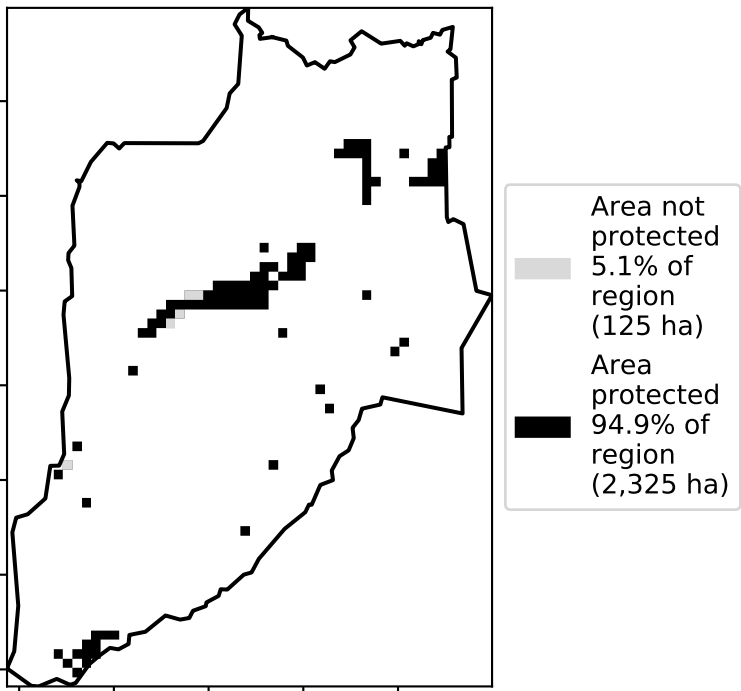 Area not
protected
5.1% of
region
(125 ha)
Area
protected
94.9% of
region
(2,325 ha)